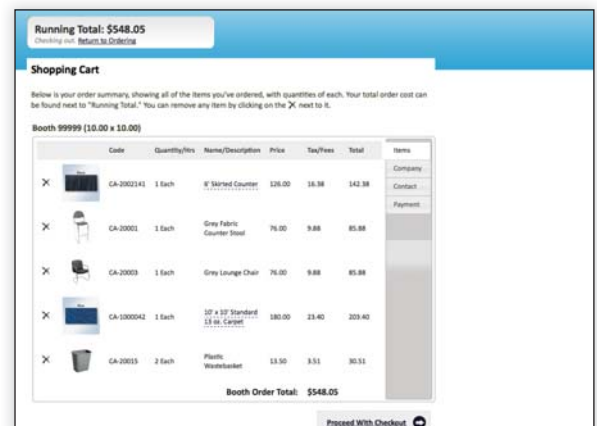 Running Total: $548.05
Checking out. Return to Ordering
Shopping Cart
Below is your order summary, showing all of the items you've ordered, with quantities of each. Your total order cost can
be found next to "Running Total." You can remove any item by clicking on the X next to it.
Booth 99999 (10.00 x 10.00)
Code Quantity/Hrs Name/Description Price Tax/Fees Total Items
Company
X CA-2002141 1 Each 6' Skirted Counter 126.00 16.38 142.38 Contact
Payment
X CA-20001 1 Each Grey Fabric
Counter Stool 76.00 9.88 85.88
X CA-20003 1 Each Grey Lounge Chair 76.00 9.88 85.88
X CA-1000042 1 Each 10' x 10' Standard
13 oz. Carpet 180.00 23.40 203.40
X CA-20015 2 Each Plastic
Wastebasket 13.50 3.51 30.51
Booth Order Total: $548.05
Proceed With Checkout